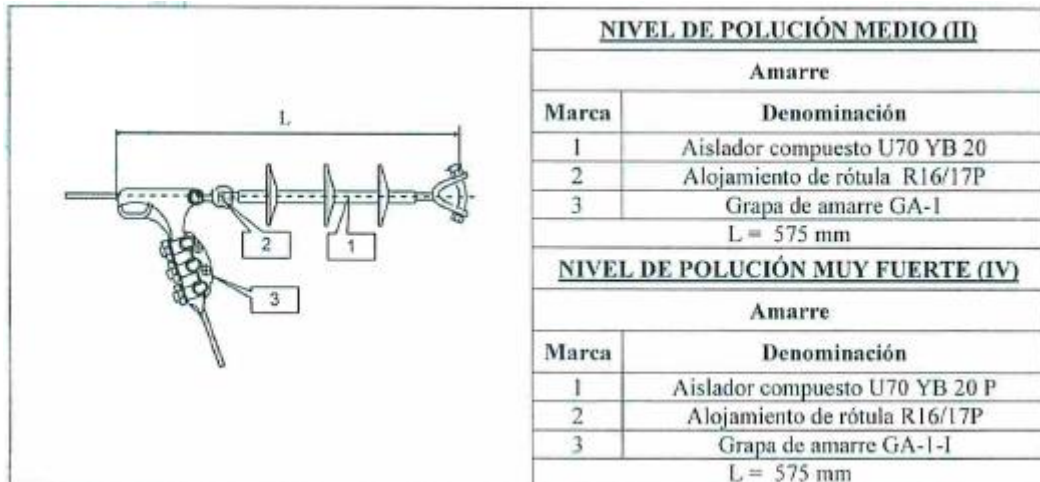 L
2
1
3
NIVEL DE POLUCIÓN MEDIO (II)
Amarre
Marca Denominación
1 Aislador compuesto U70 YB 20
2 Alojamiento de rótula R16/17P
3 Grapa de amarre GA-1
L = 575 mm
NIVEL DE POLUCIÓN MUY FUERTE (IV)
Amarre
Marca Denominación
1 Aislador compuesto U70 YB 20 P
2 Alojamiento de rótula R16/17P
3 Grapa de amarre GA-1-I
L = 575 mm